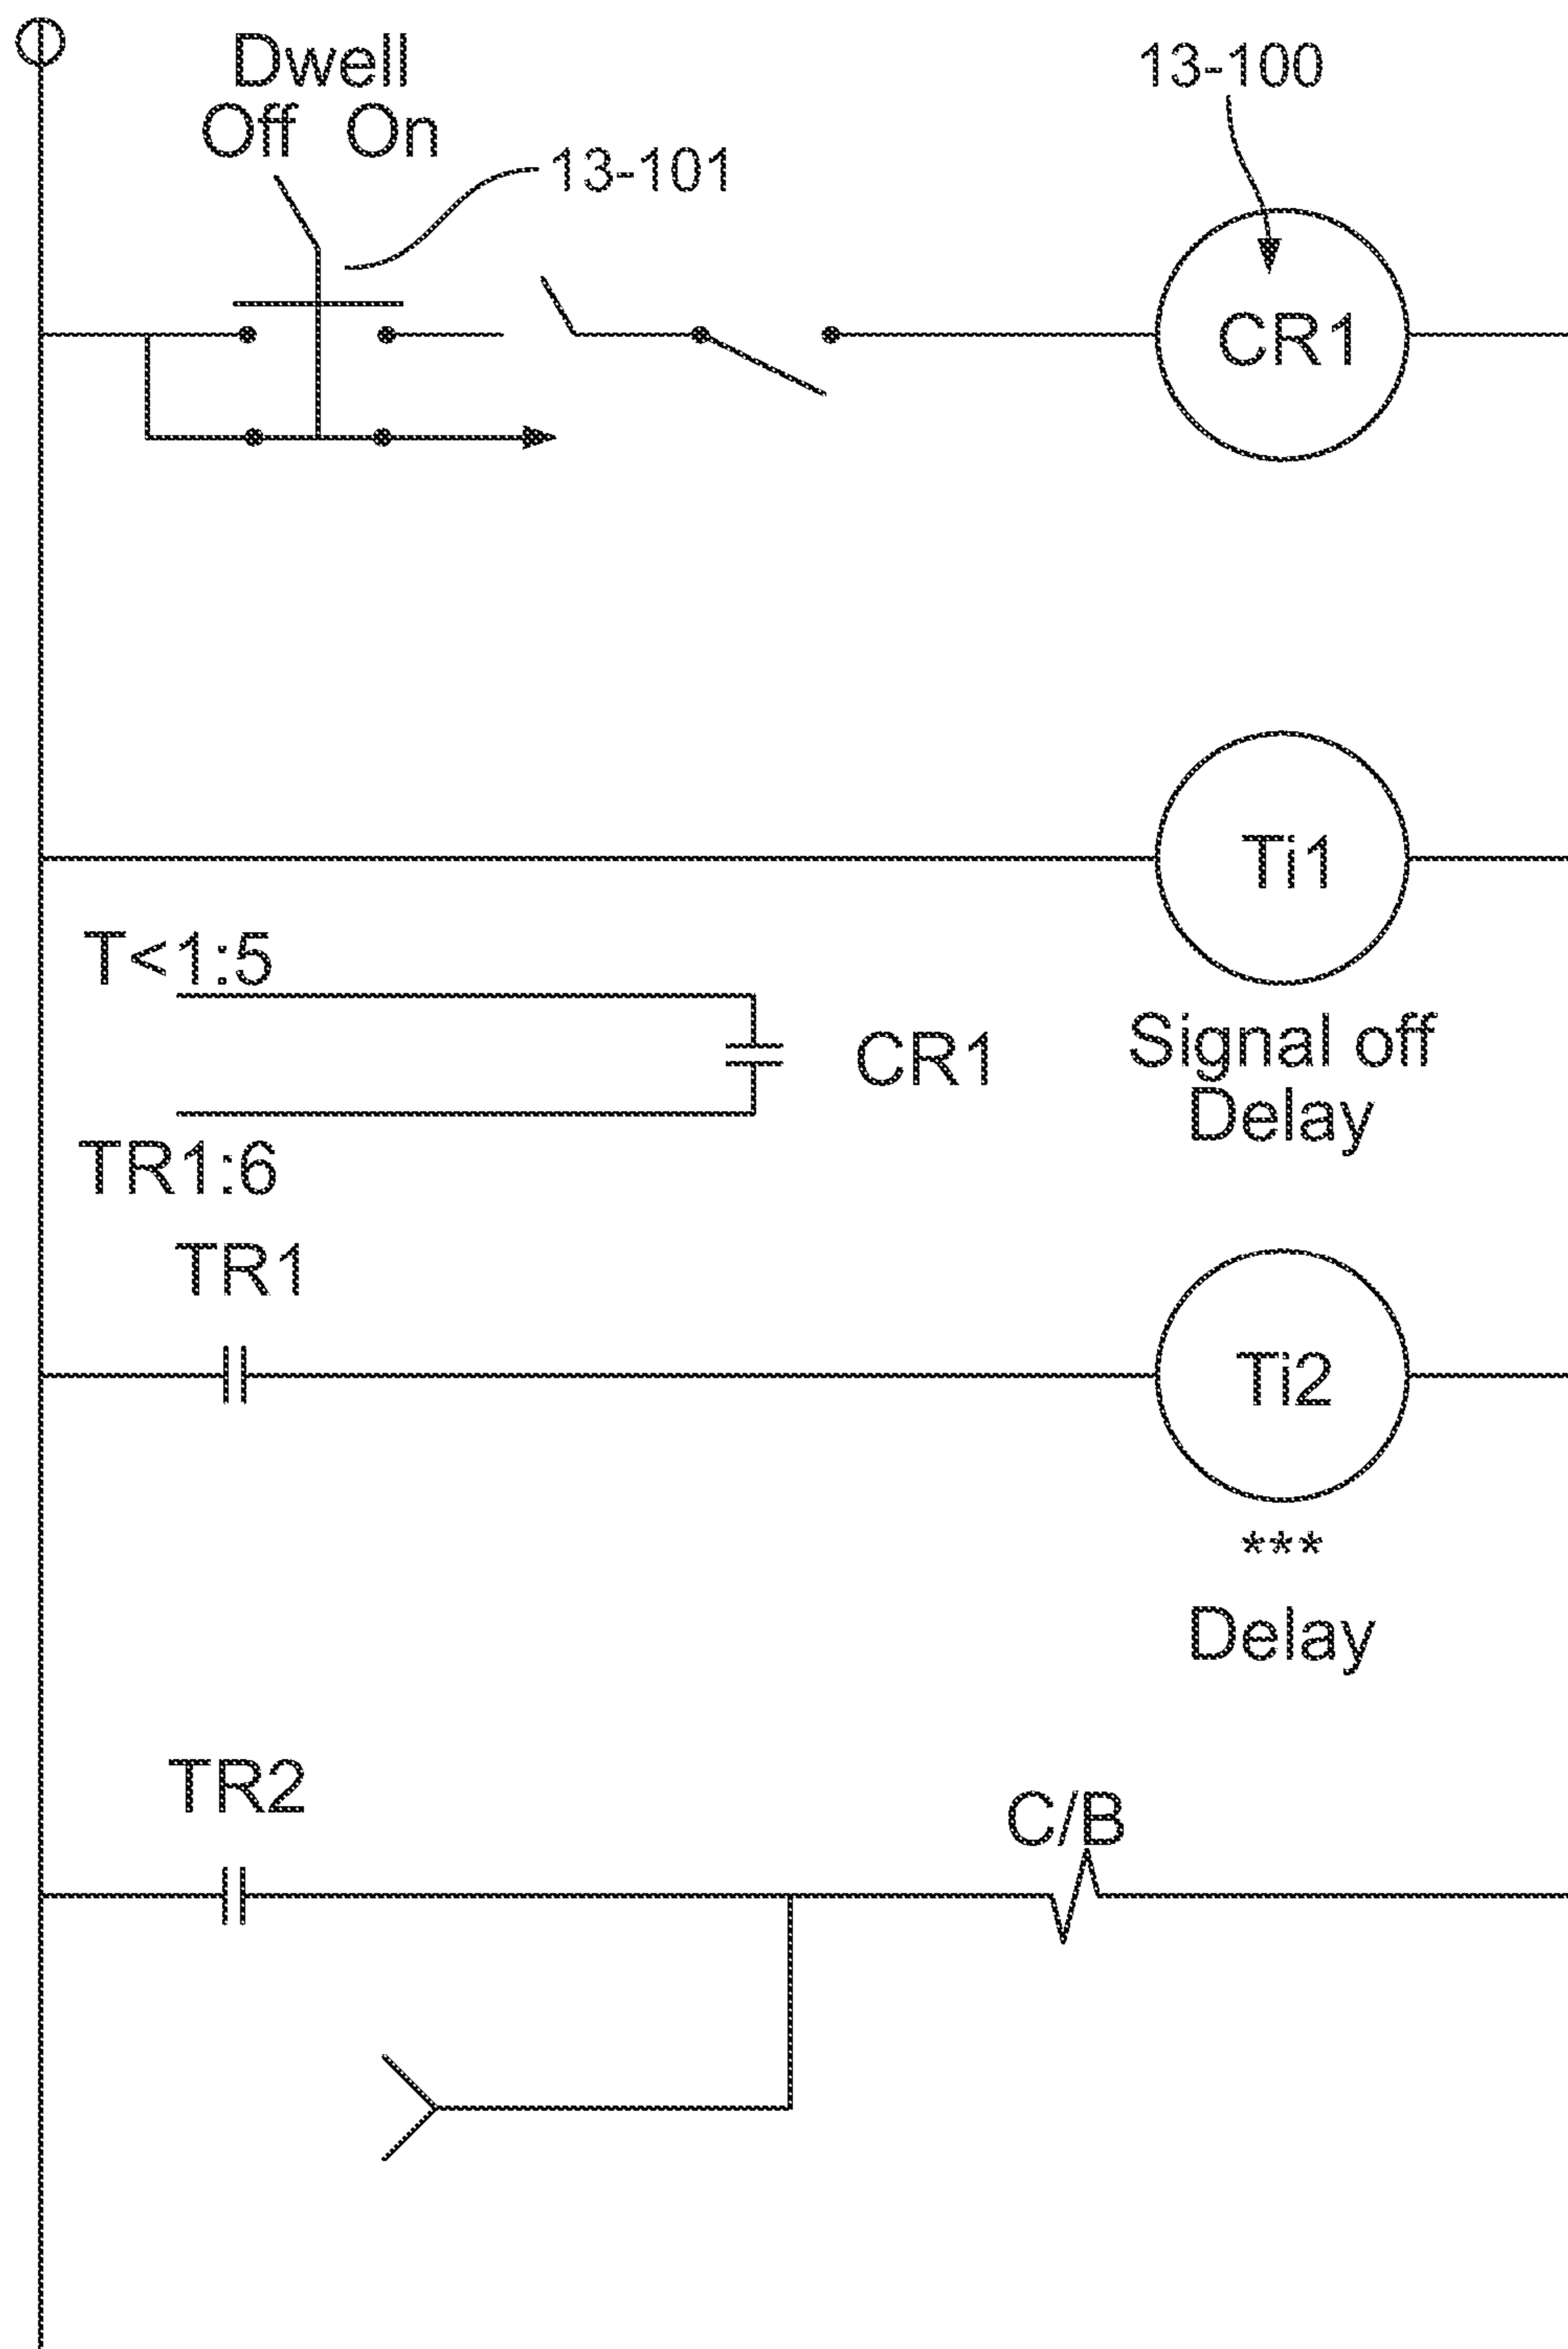 Dwell
Off On
13-101
13-100
CR1
Ti1
T<1:5
CR1
Signal off
Delay
TR1:6
TR1
Ti2
***
Delay
TR2
C/B